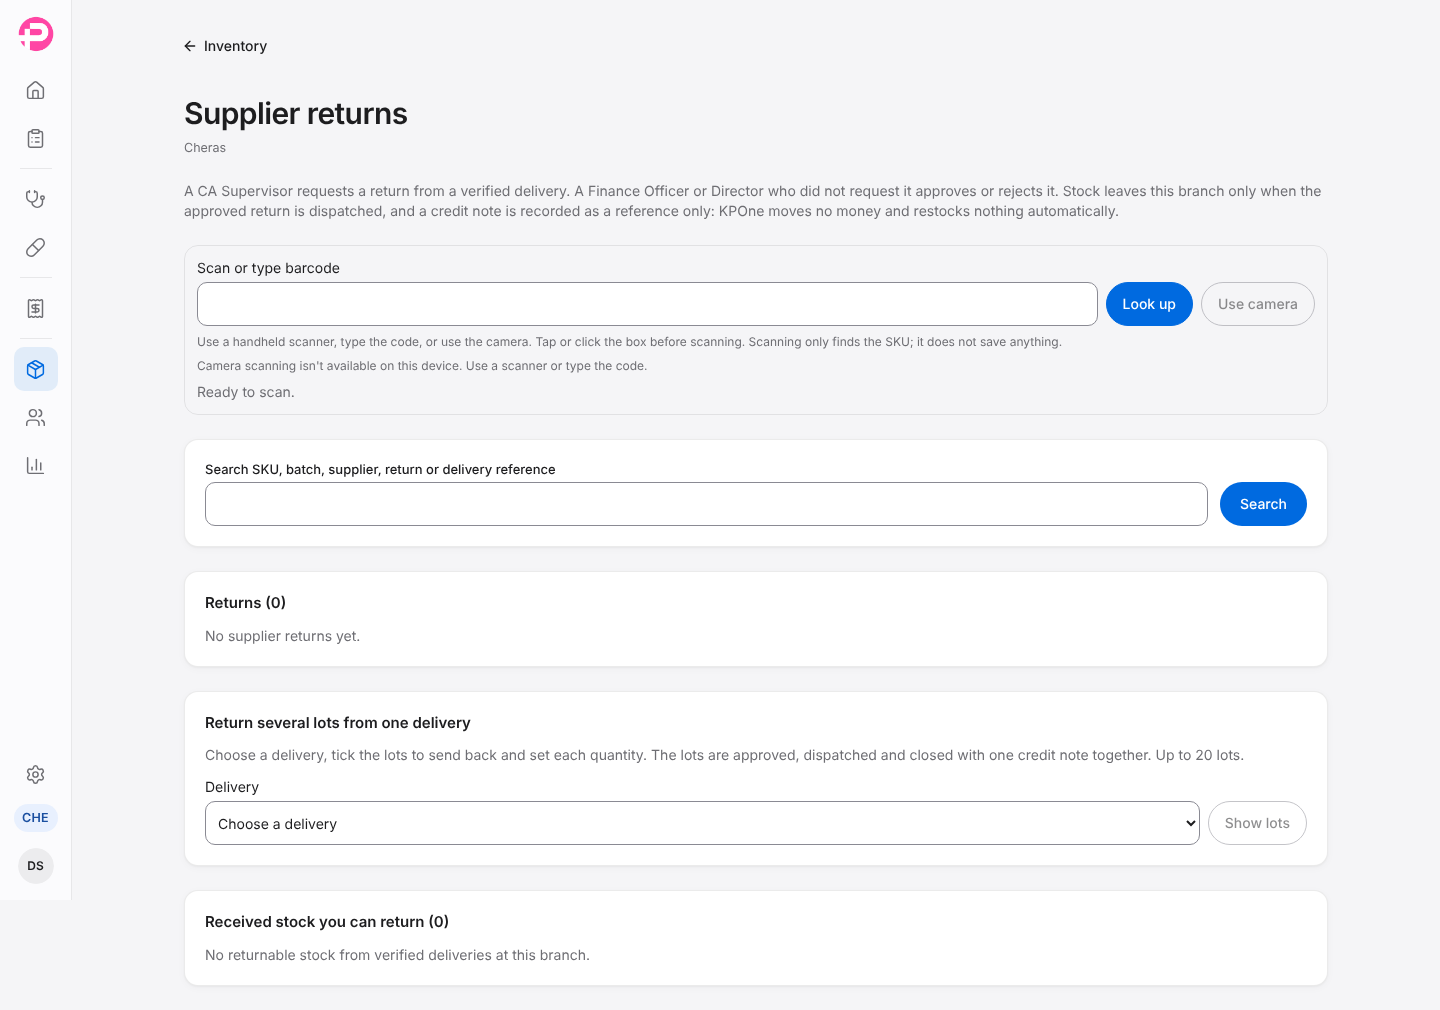 Inventory
Supplier returns
Cheras
A CA Supervisor requests a return from a verified delivery. A Finance Officer or Director who did not request it approves or rejects it. Stock leaves this branch only when the
approved return is dispatched, and a credit note is recorded as a reference only: KPOne moves no money and restocks nothing automatically.
Scan or type barcode
Look up
Use camera
Use a handheld scanner, type the code, or use the camera. Tap or click the box before scanning. Scanning only finds the SKU; it does not save anything.
Camera scanning isn't available on this device. Use a scanner or type the code.
Ready to scan.
Search SKU, batch, supplier, return or delivery reference
Search
Returns (0)
No supplier returns yet.
Return several lots from one delivery
Choose a delivery, tick the lots to send back and set each quantity. The lots are approved, dispatched and closed with one credit note together. Up to 20 lots.
Delivery
Choose a delivery
Show lots
Received stock you can return (0)
No returnable stock from verified deliveries at this branch.
CHE
DS